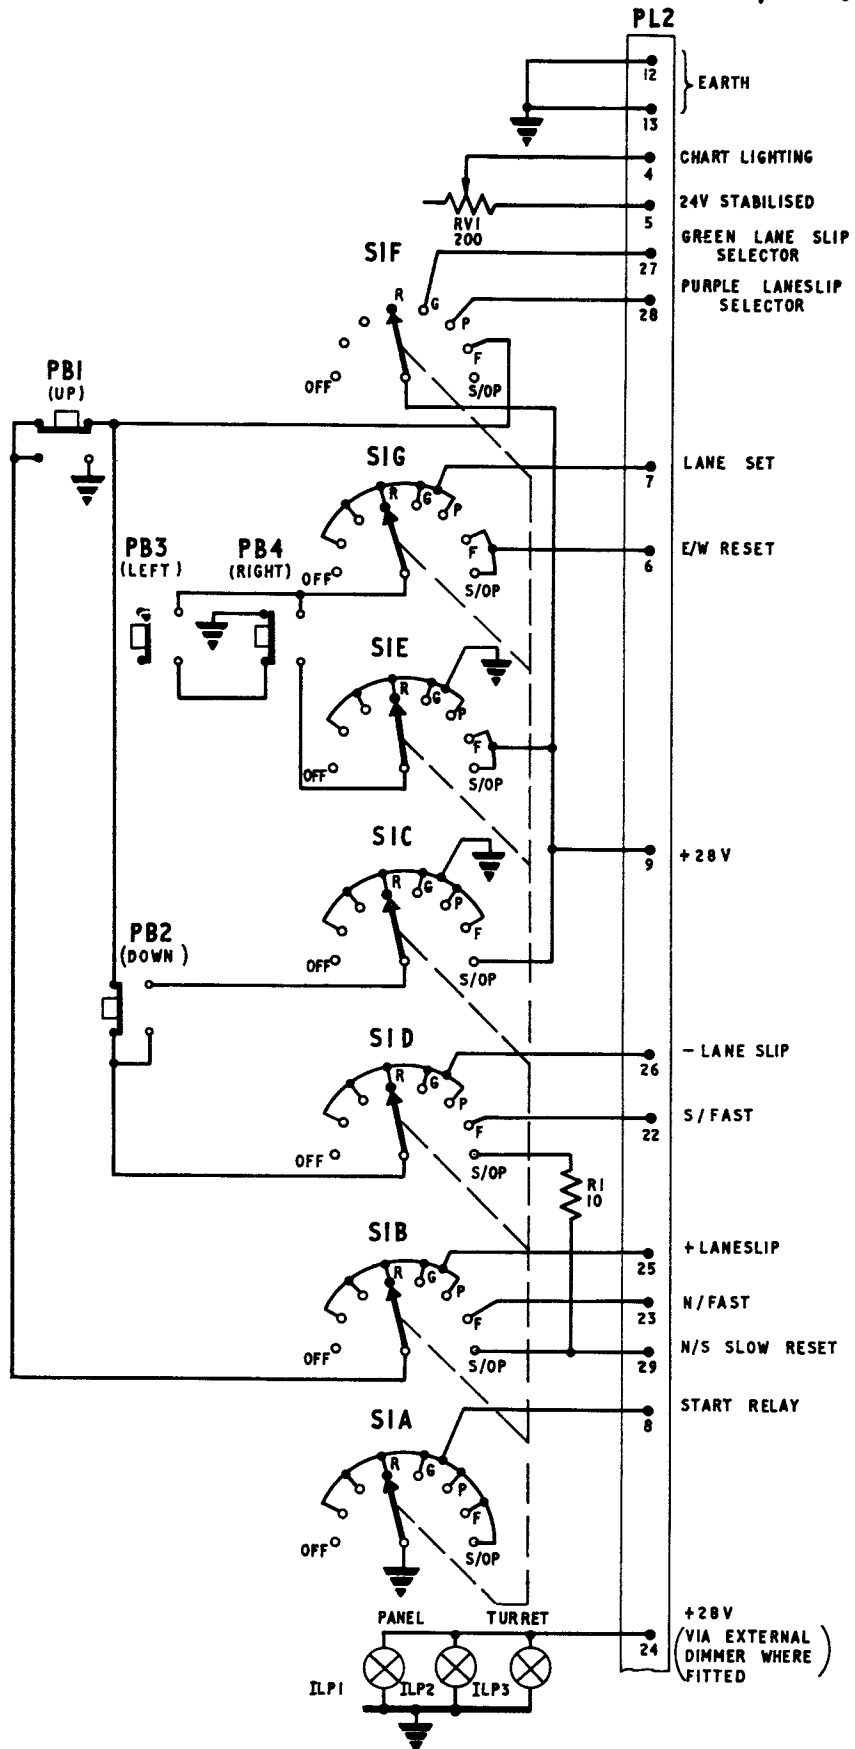 PL2
12
EARTH
13
CHART LIGHTING
4
24V STABILISED
5
RV1
200
GREEN LANE SLIP
SELECTOR
27
PURPLE LANESLIP
SELECTOR
28
S1F
R
G
P
F
OFF
S/OP
PB1
(UP)
S1G
R
G
P
F
OFF
S/OP
LANE SET
7
E/W RESET
6
PB3
(LEFT)
PB4
(RIGHT)
S1E
R
G
P
F
OFF
S/OP
S1C
R
G
P
F
OFF
S/OP
+28V
9
PB2
(DOWN)
S1D
R
G
P
F
OFF
S/OP
-LANE SLIP
26
S/FAST
22
R1
10
S1B
R
G
P
F
OFF
S/OP
+LANESLIP
25
N/FAST
23
N/S SLOW RESET
29
START RELAY
8
S1A
R
G
P
F
OFF
S/OP
PANEL
TURRET
ILP1
ILP2
ILP3
24
+28V
(VIA EXTERNAL
DIMMER WHERE
FITTED)